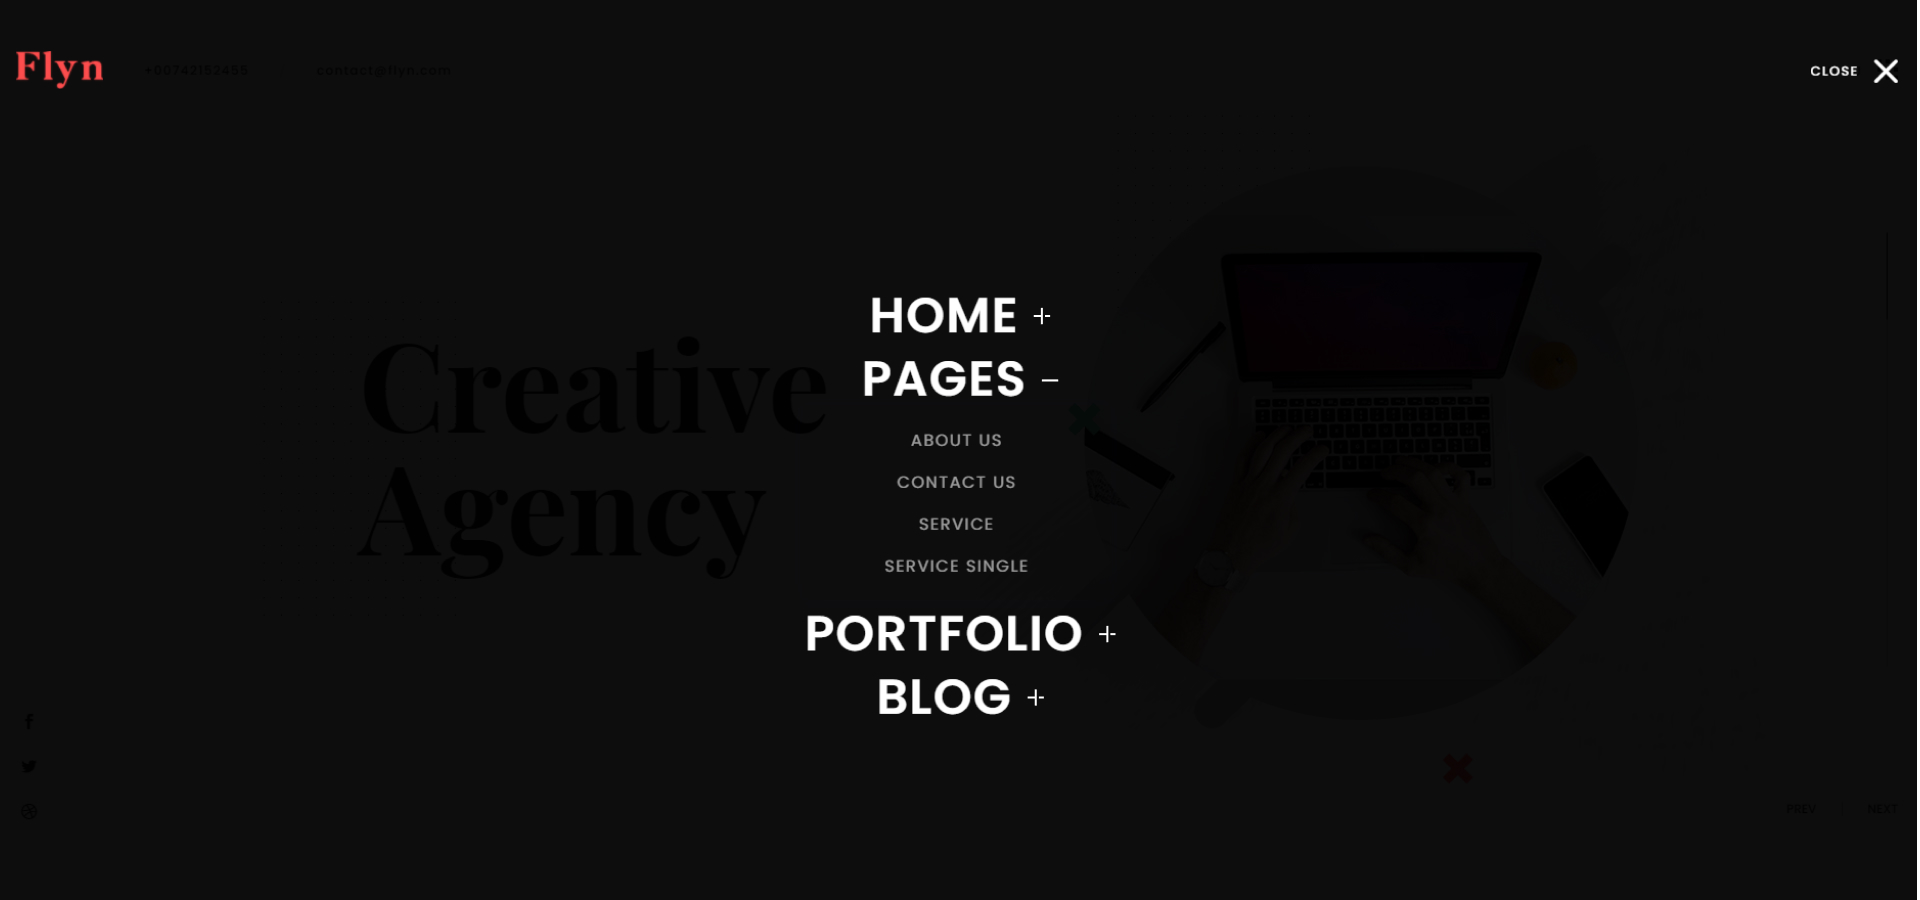 Flyn
+00742152455
contact@flyn.com
CLOSE
HOME +
PAGES −
ABOUT US
CONTACT US
SERVICE
SERVICE SINGLE
PORTFOLIO +
BLOG +
Creative
Agency
PREV
NEXT